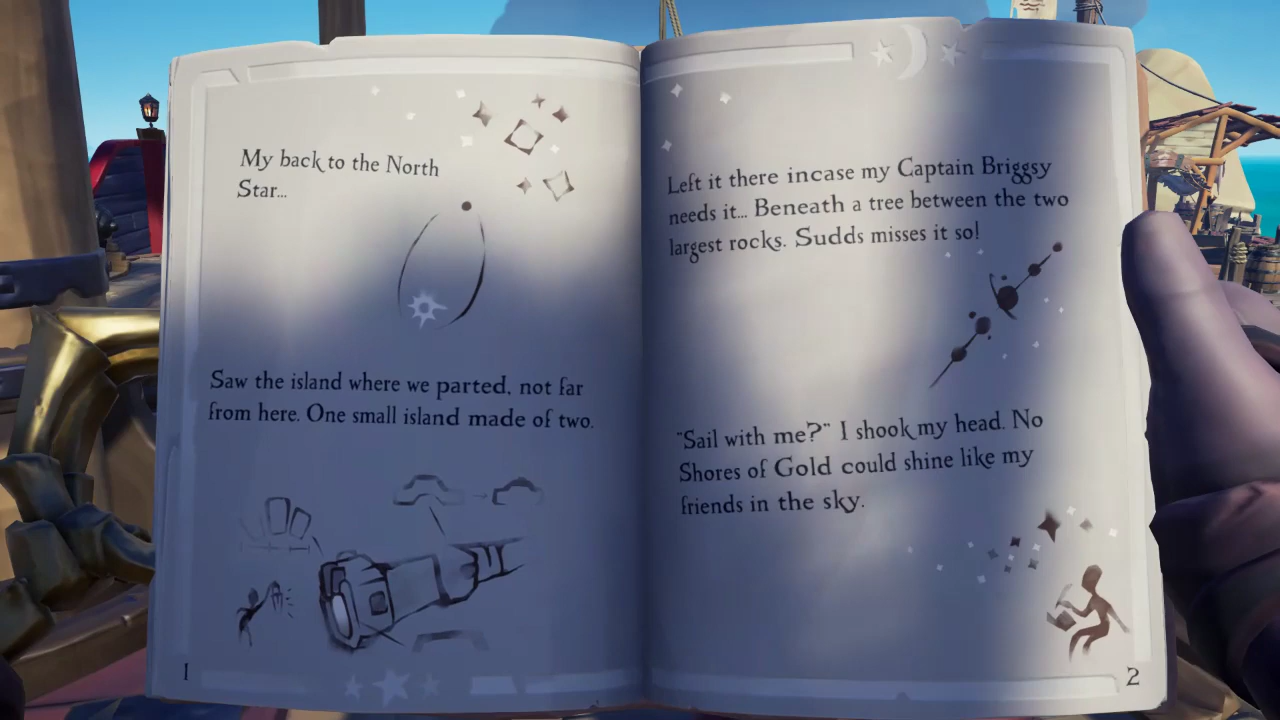 My back to the North
Star...
Saw the island where we parted, not far
from here. One small island made of two.
1
Left it there incase my Captain Briggsy
needs it... Beneath a tree between the two
largest rocks. Sudds misses it so!
"Sail with me?" I shook my head. No
Shores of Gold could shine like my
friends in the sky.
2